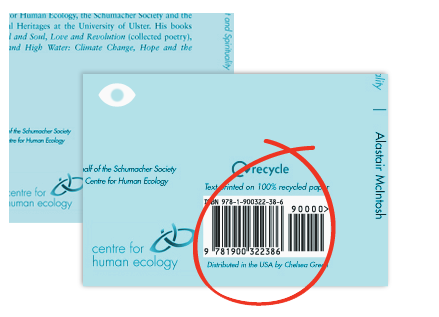 of Human Ecology, the Schumacher Society and the
Heritages at the University of Ulster. His books
and Soul, Love and Revolution (collected poetry),
and High Water: Climate Change, Hope and the
and Spirituality
of the Schumacher Society
Centre for Human Ecology
centre for
human ecology
half of the Schumacher Society
Centre for Human Ecology
recycle
Text printed on 100% recycled paper
ISBN 978-1-900322-38-6
90000>
9 781900 322386
Distributed in the USA by Chelsea Green
centre for
human ecology
Alastair McIntosh